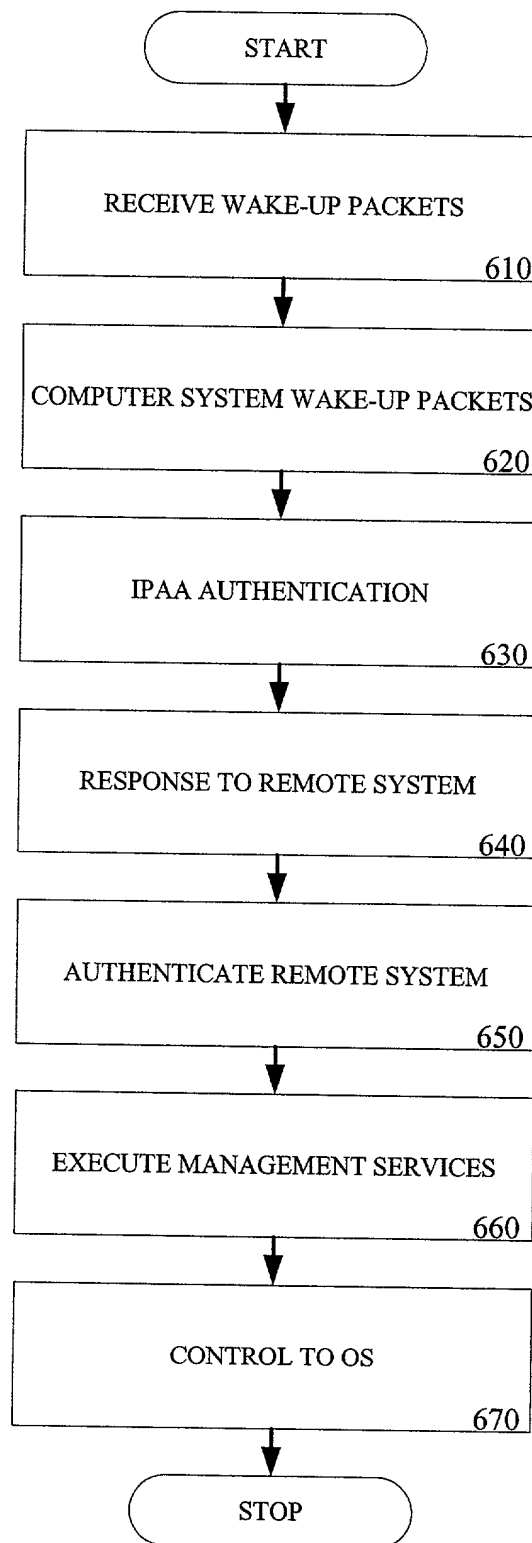 START
RECEIVE WAKE-UP PACKETS
610
COMPUTER SYSTEM WAKE-UP PACKETS
620
IPAA AUTHENTICATION
630
RESPONSE TO REMOTE SYSTEM
640
AUTHENTICATE REMOTE SYSTEM
650
EXECUTE MANAGEMENT SERVICES
660
CONTROL TO OS
670
STOP